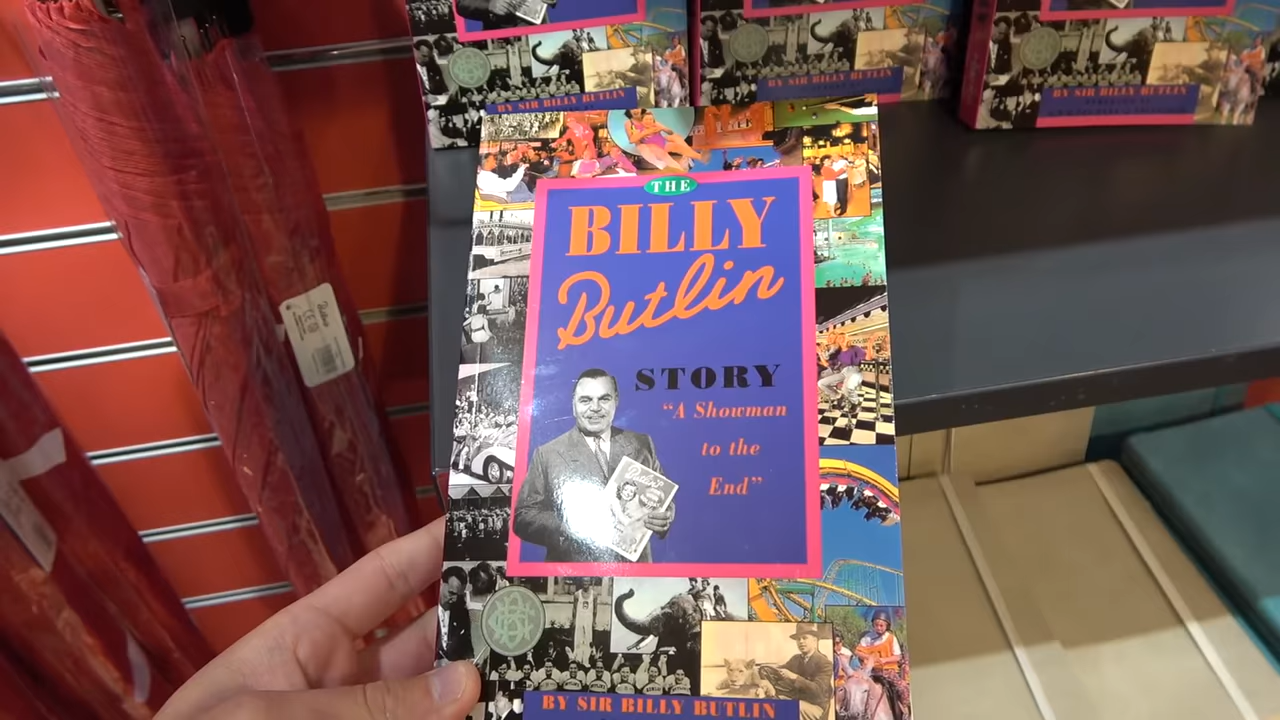 BY SIR BILLY BUTLIN
BY SIR BILLY BUTLIN
BY SIR BILLY BUTLIN
THE
BILLY
Butlin
STORY
“A Showman
to the
End”
Butlin's
BY SIR BILLY BUTLIN